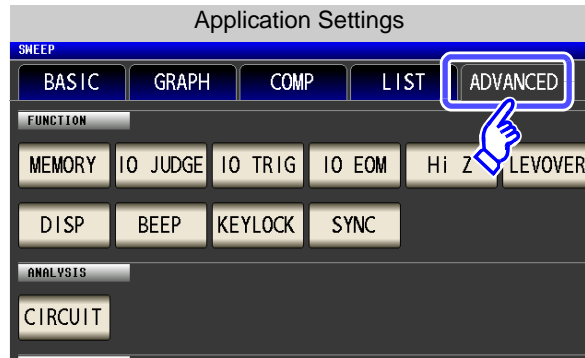 Application Settings
SWEEP
BASIC GRAPH COMP LIST ADVANCED
FUNCTION
MEMORY IO JUDGE IO TRIG IO EOM Hi Z LEVOVER
DISP BEEP KEYLOCK SYNC
ANALYSIS
CIRCUIT